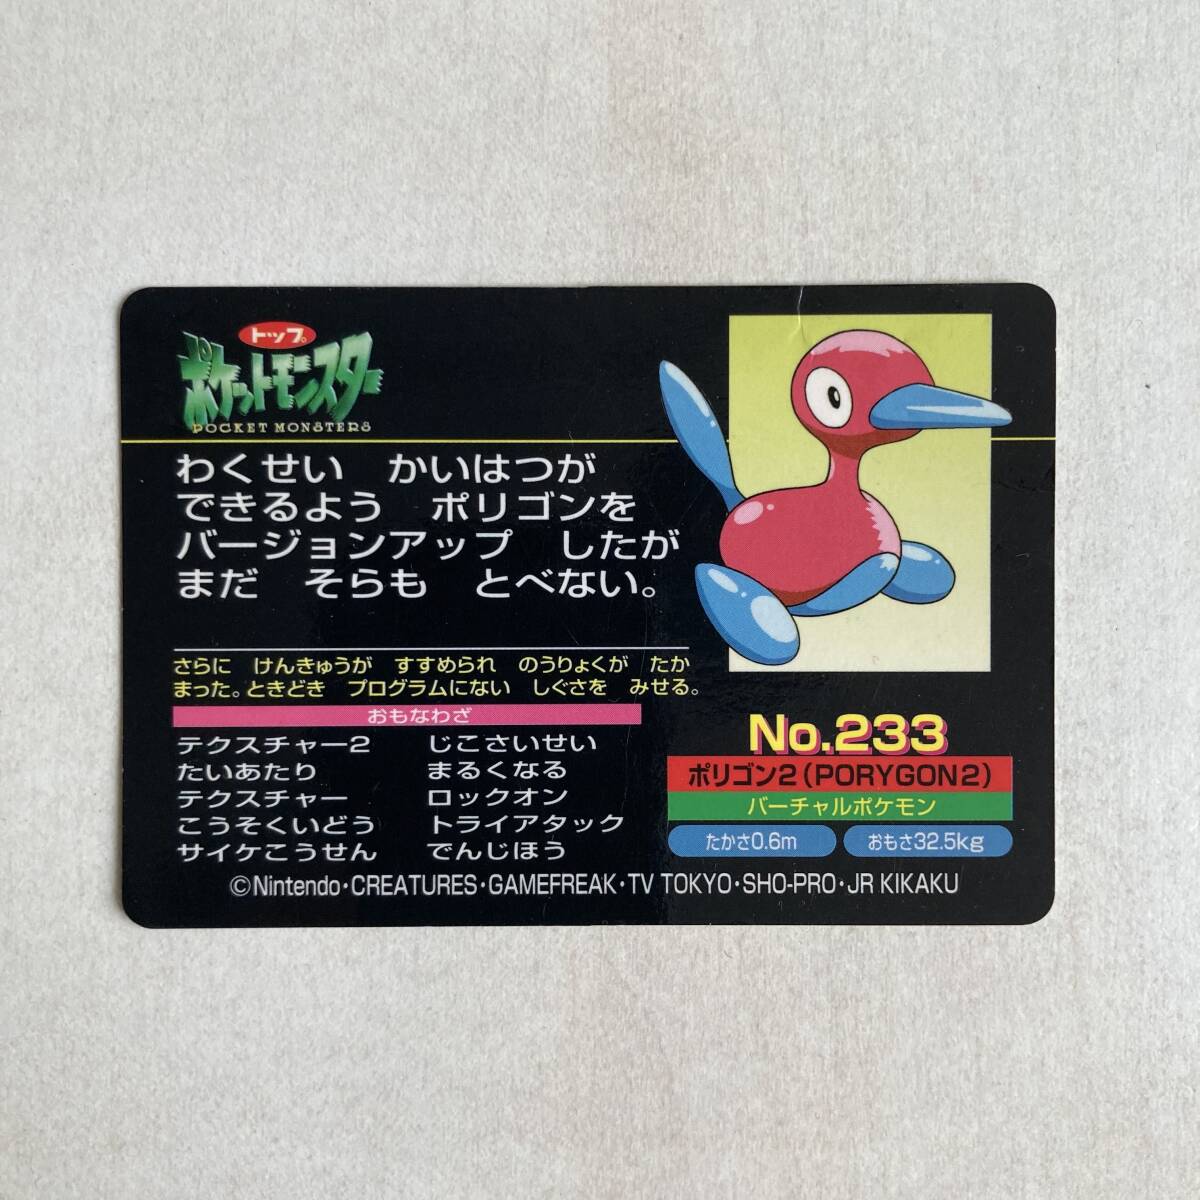 トップ
ポケットモンスター
POCKET MONSTERS
わくせい かいはつが
できるよう ポリゴンを
バージョンアップ したが
まだ そらも とべない。
さらに けんきゅうが すすめられ のうりょくが たか
まった。ときどき プログラムにない しぐさを みせる。
おもなわざ
テクスチャー2 じこさいせい
たいあたり まるくなる
テクスチャー ロックオン
こうそくいどう トライアタック
サイケこうせん でんじほう
No.233
ポリゴン2(PORYGON2)
バーチャルポケモン
たかさ0.6m おもさ32.5kg
©Nintendo・CREATURES・GAMEFREAK・TV TOKYO・SHO-PRO・JR KIKAKU